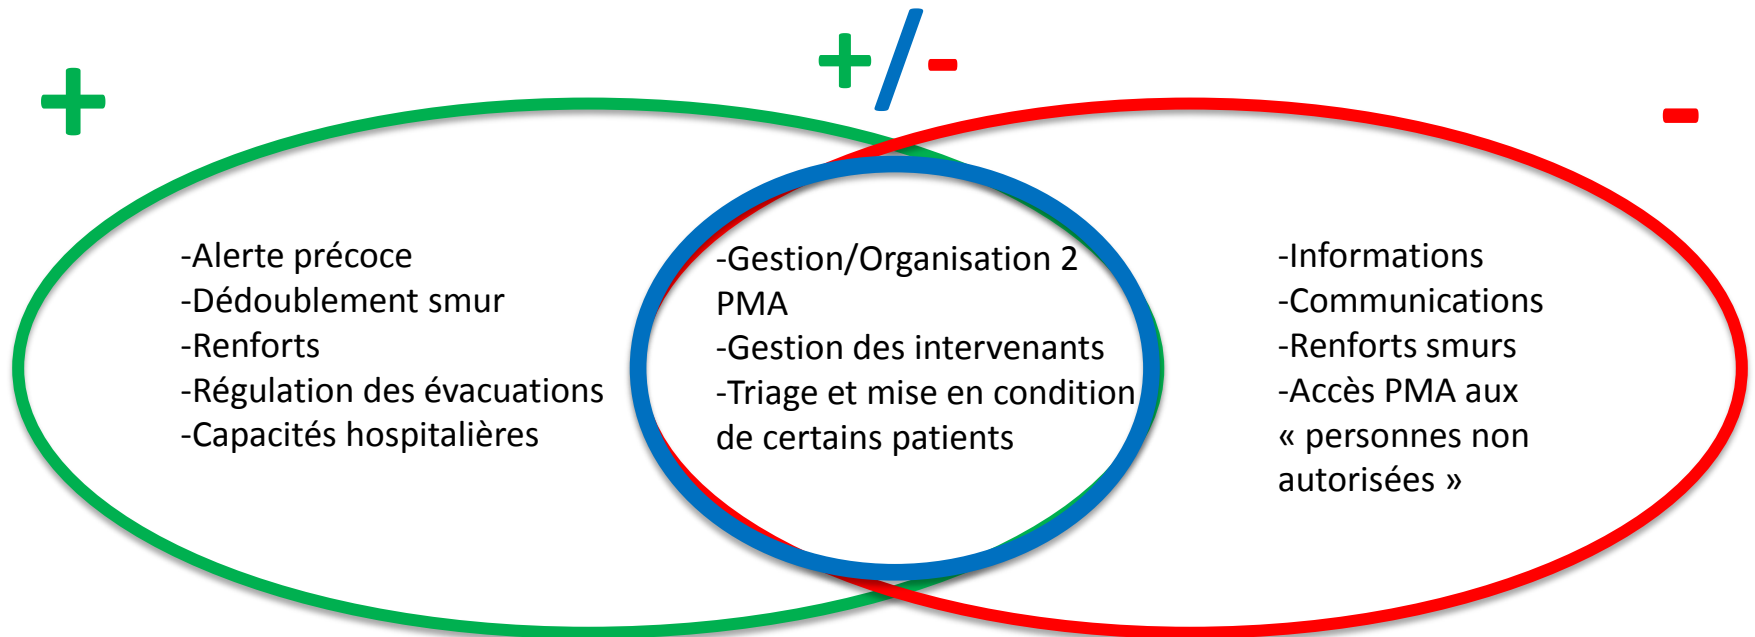 +
+/-
-
-Alerte précoce
-Dédoublement smur
-Renforts
-Régulation des évacuations
-Capacités hospitalières
-Gestion/Organisation 2
PMA
-Gestion des intervenants
-Triage et mise en condition
de certains patients
-Informations
-Communications
-Renforts smurs
-Accès PMA aux
« personnes non
autorisées »